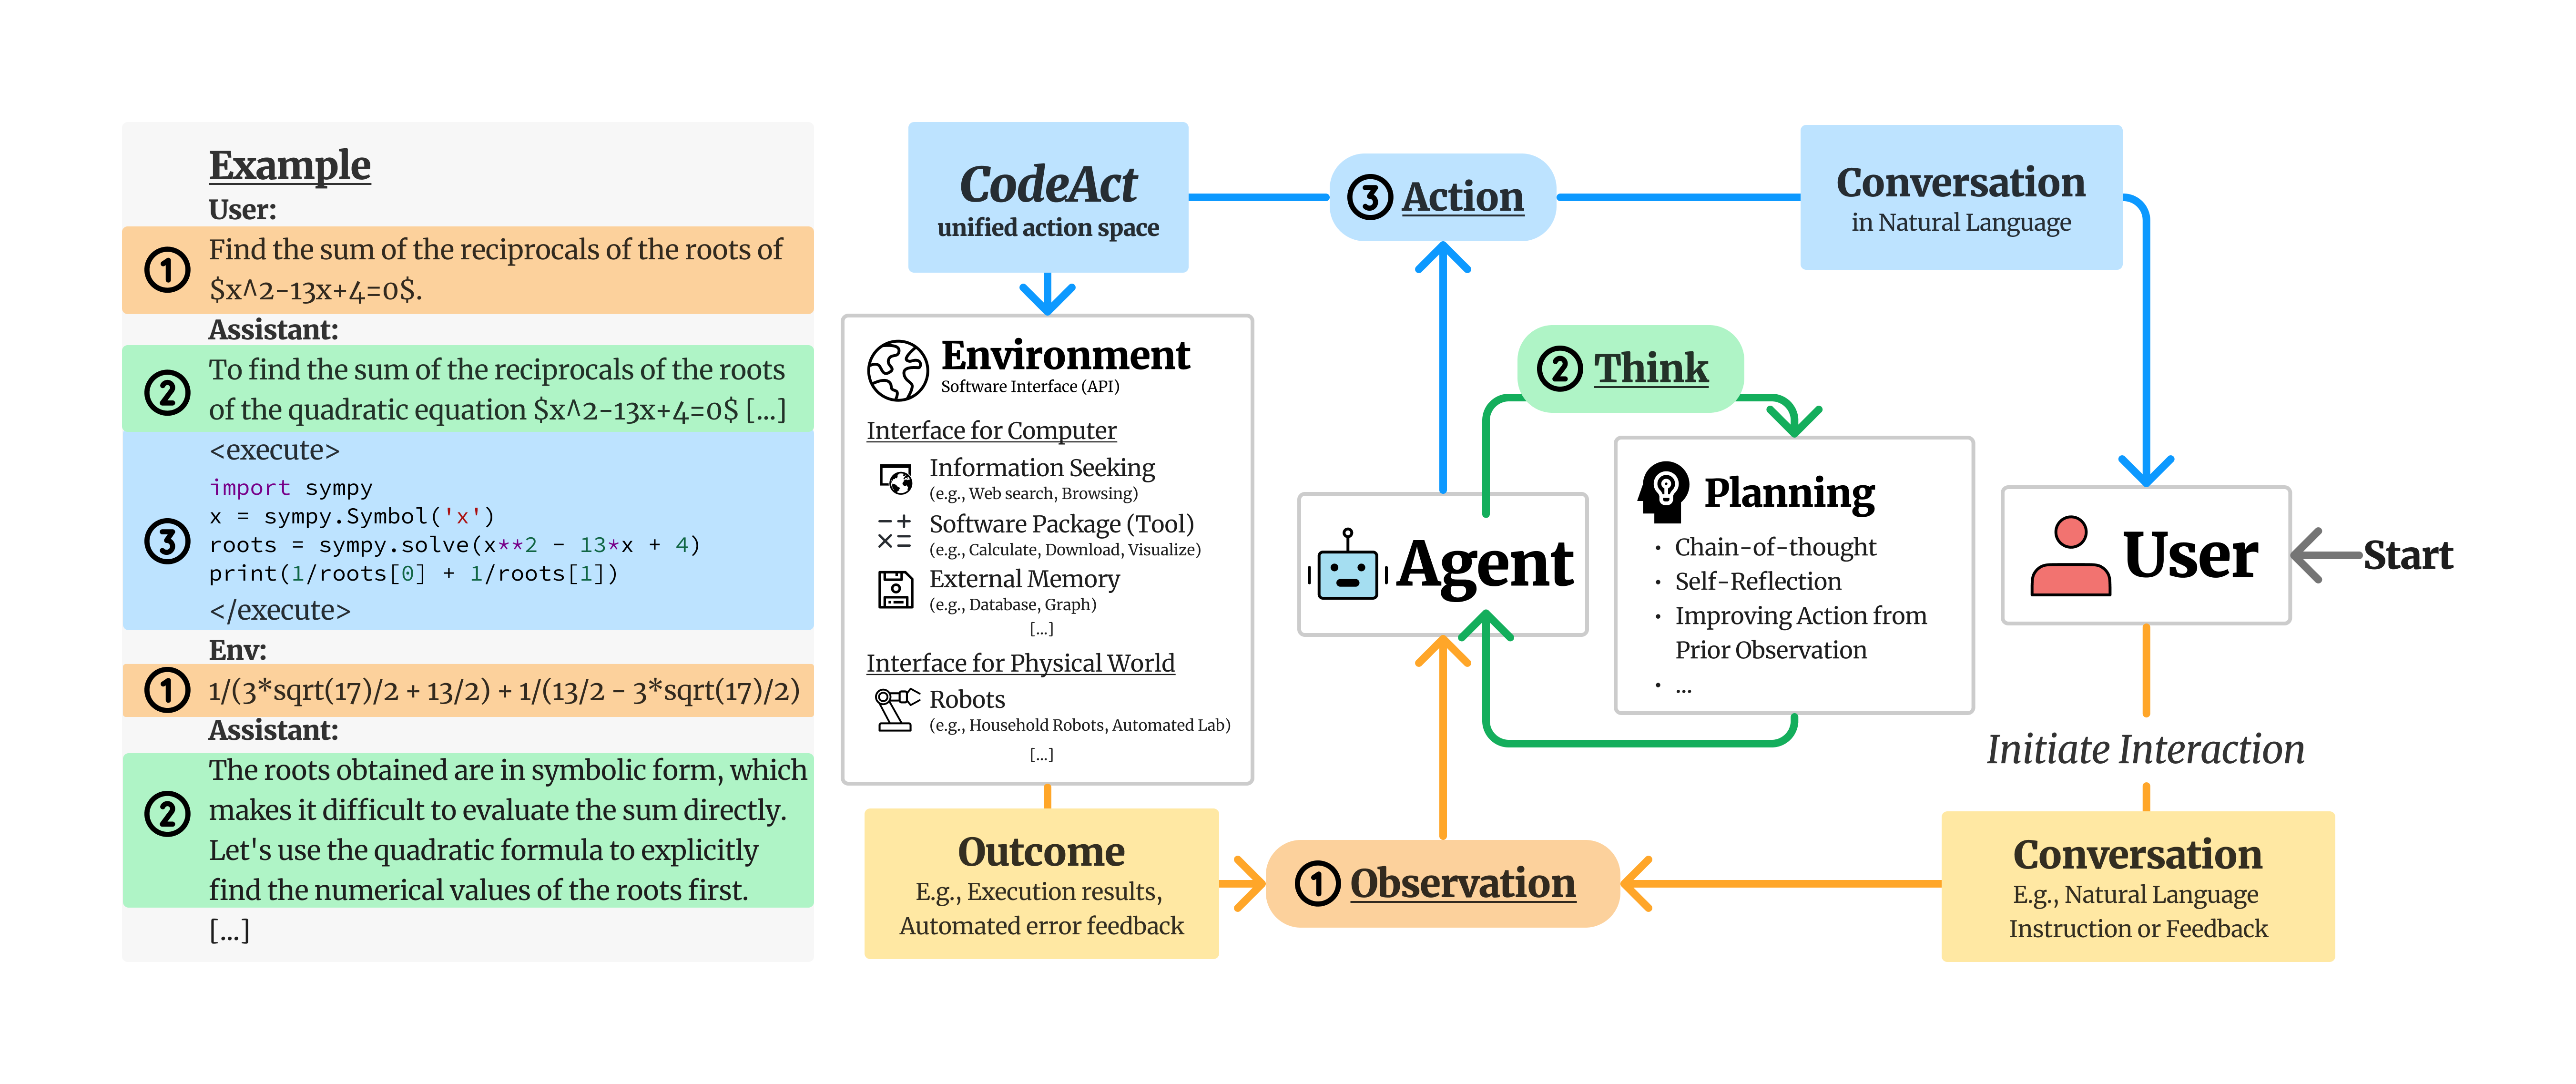 Example
User:
① Find the sum of the reciprocals of the roots of
$x^2-13x+4=0$.
Assistant:
② To find the sum of the reciprocals of the roots
of the quadratic equation $x^2-13x+4=0$ [...]
<execute>
③ import sympy
x = sympy.Symbol('x')
roots = sympy.solve(x**2 - 13*x + 4)
print(1/roots[0] + 1/roots[1])
</execute>
Env:
① 1/(3*sqrt(17)/2 + 13/2) + 1/(13/2 - 3*sqrt(17)/2)
Assistant:
② The roots obtained are in symbolic form, which
makes it difficult to evaluate the sum directly.
Let's use the quadratic formula to explicitly
find the numerical values of the roots first.
[...]
CodeAct
unified action space
③ Action
Conversation
in Natural Language
Environment
Software Interface (API)
Interface for Computer
Information Seeking
(e.g., Web search, Browsing)
Software Package (Tool)
(e.g., Calculate, Download, Visualize)
External Memory
(e.g., Database, Graph)
[...]
Interface for Physical World
Robots
(e.g., Household Robots, Automated Lab)
[...]
② Think
Agent
Planning
· Chain-of-thought
· Self-Reflection
· Improving Action from
Prior Observation
· ...
User
Start
Initiate Interaction
Outcome
E.g., Execution results,
Automated error feedback
① Observation
Conversation
E.g., Natural Language
Instruction or Feedback